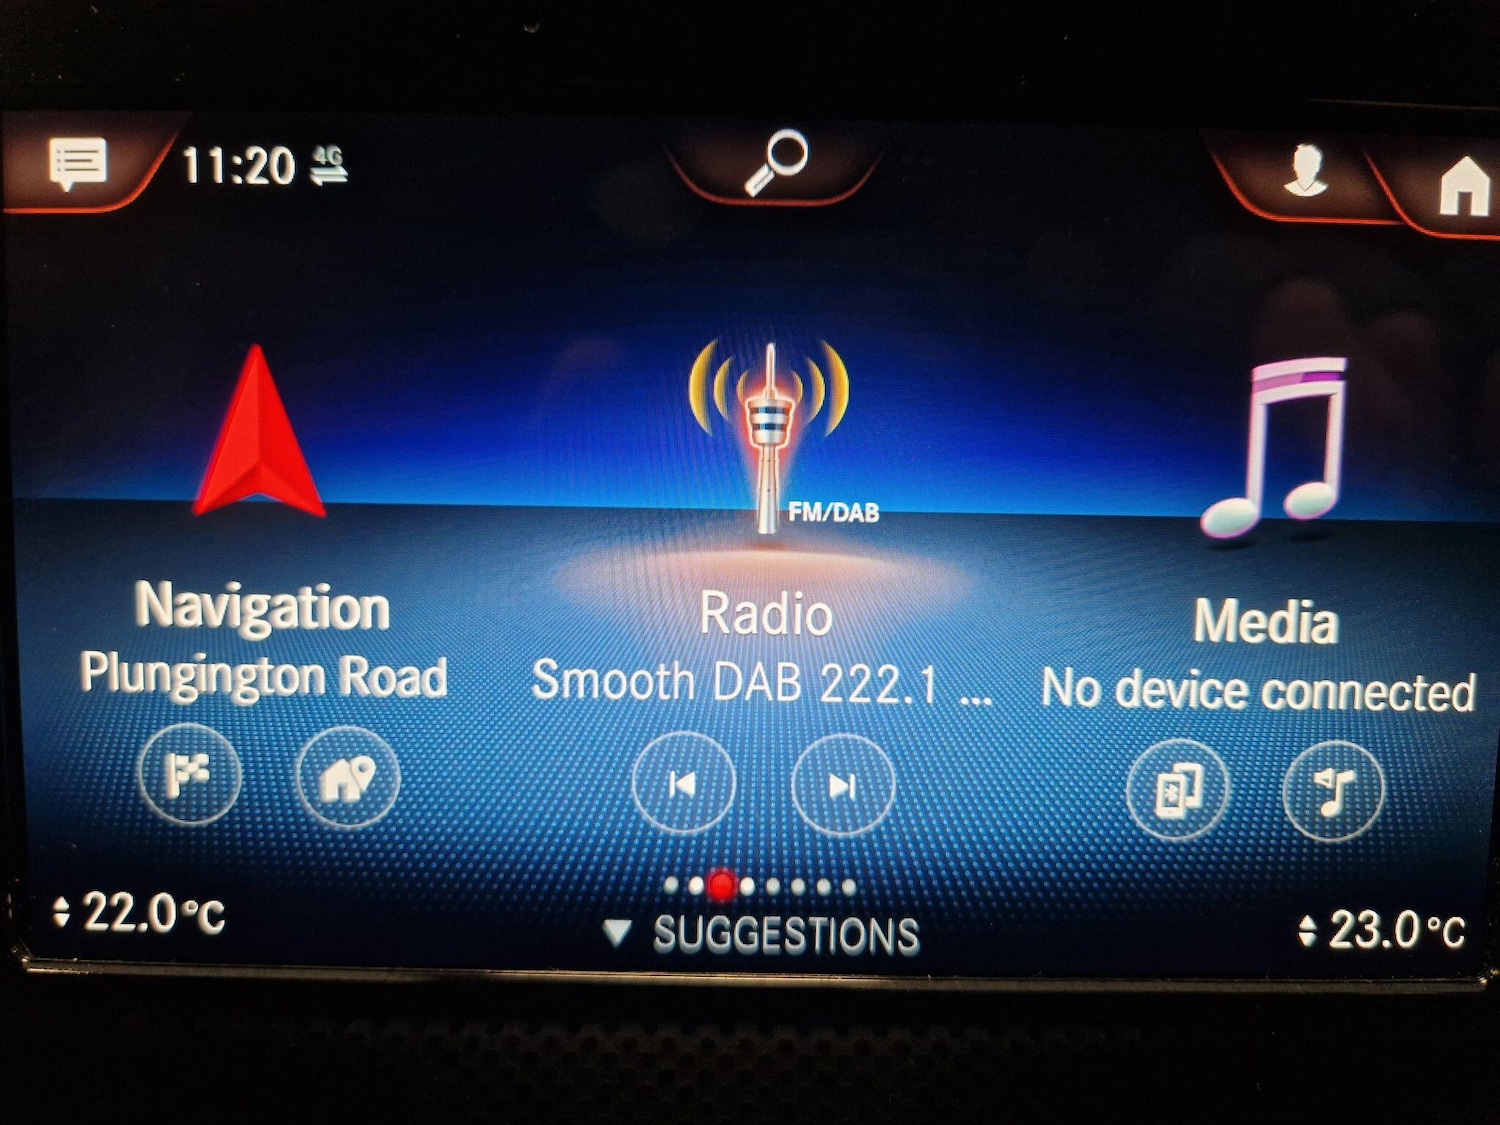 11:20 4G
FM/DAB
Navigation
Plungington Road
Radio
Smooth DAB 222.1 ...
Media
No device connected
22.0°C
SUGGESTIONS
23.0°C